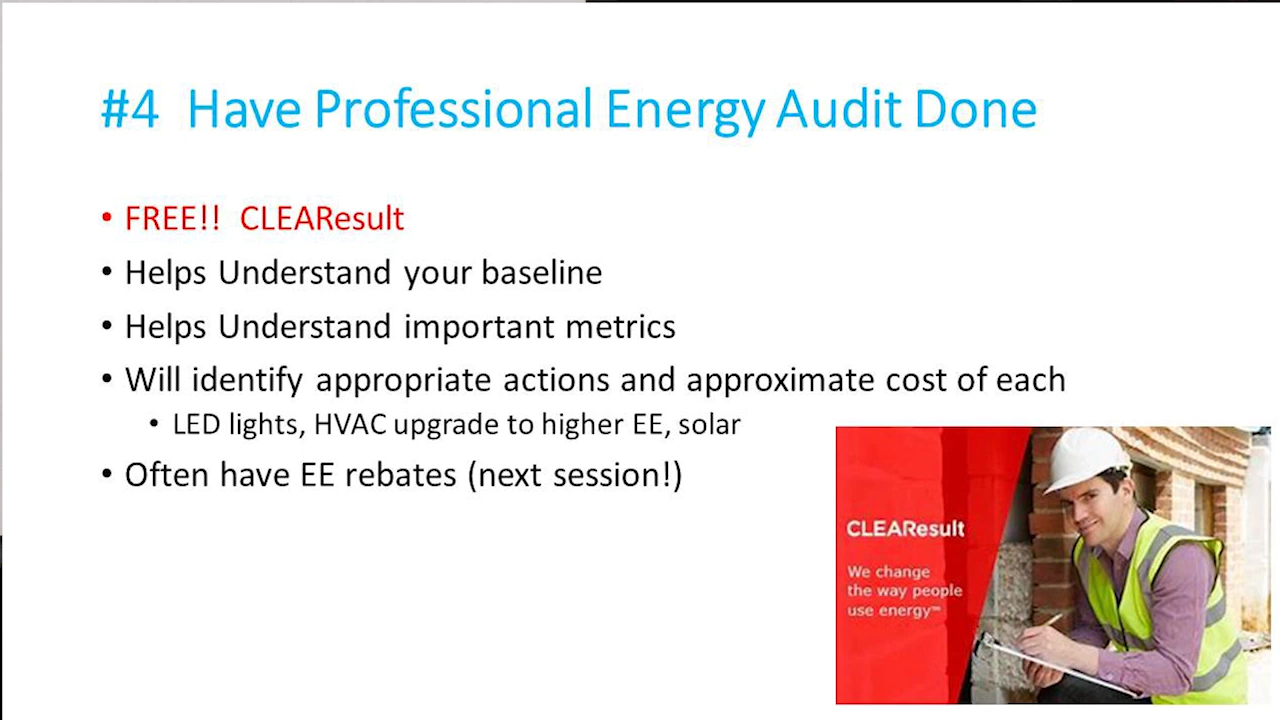 #4 Have Professional Energy Audit Done
• FREE!! CLEAResult
• Helps Understand your baseline
• Helps Understand important metrics
• Will identify appropriate actions and approximate cost of each
• LED lights, HVAC upgrade to higher EE, solar
• Often have EE rebates (next session!)
CLEAResult
We change
the way people
use energy℠